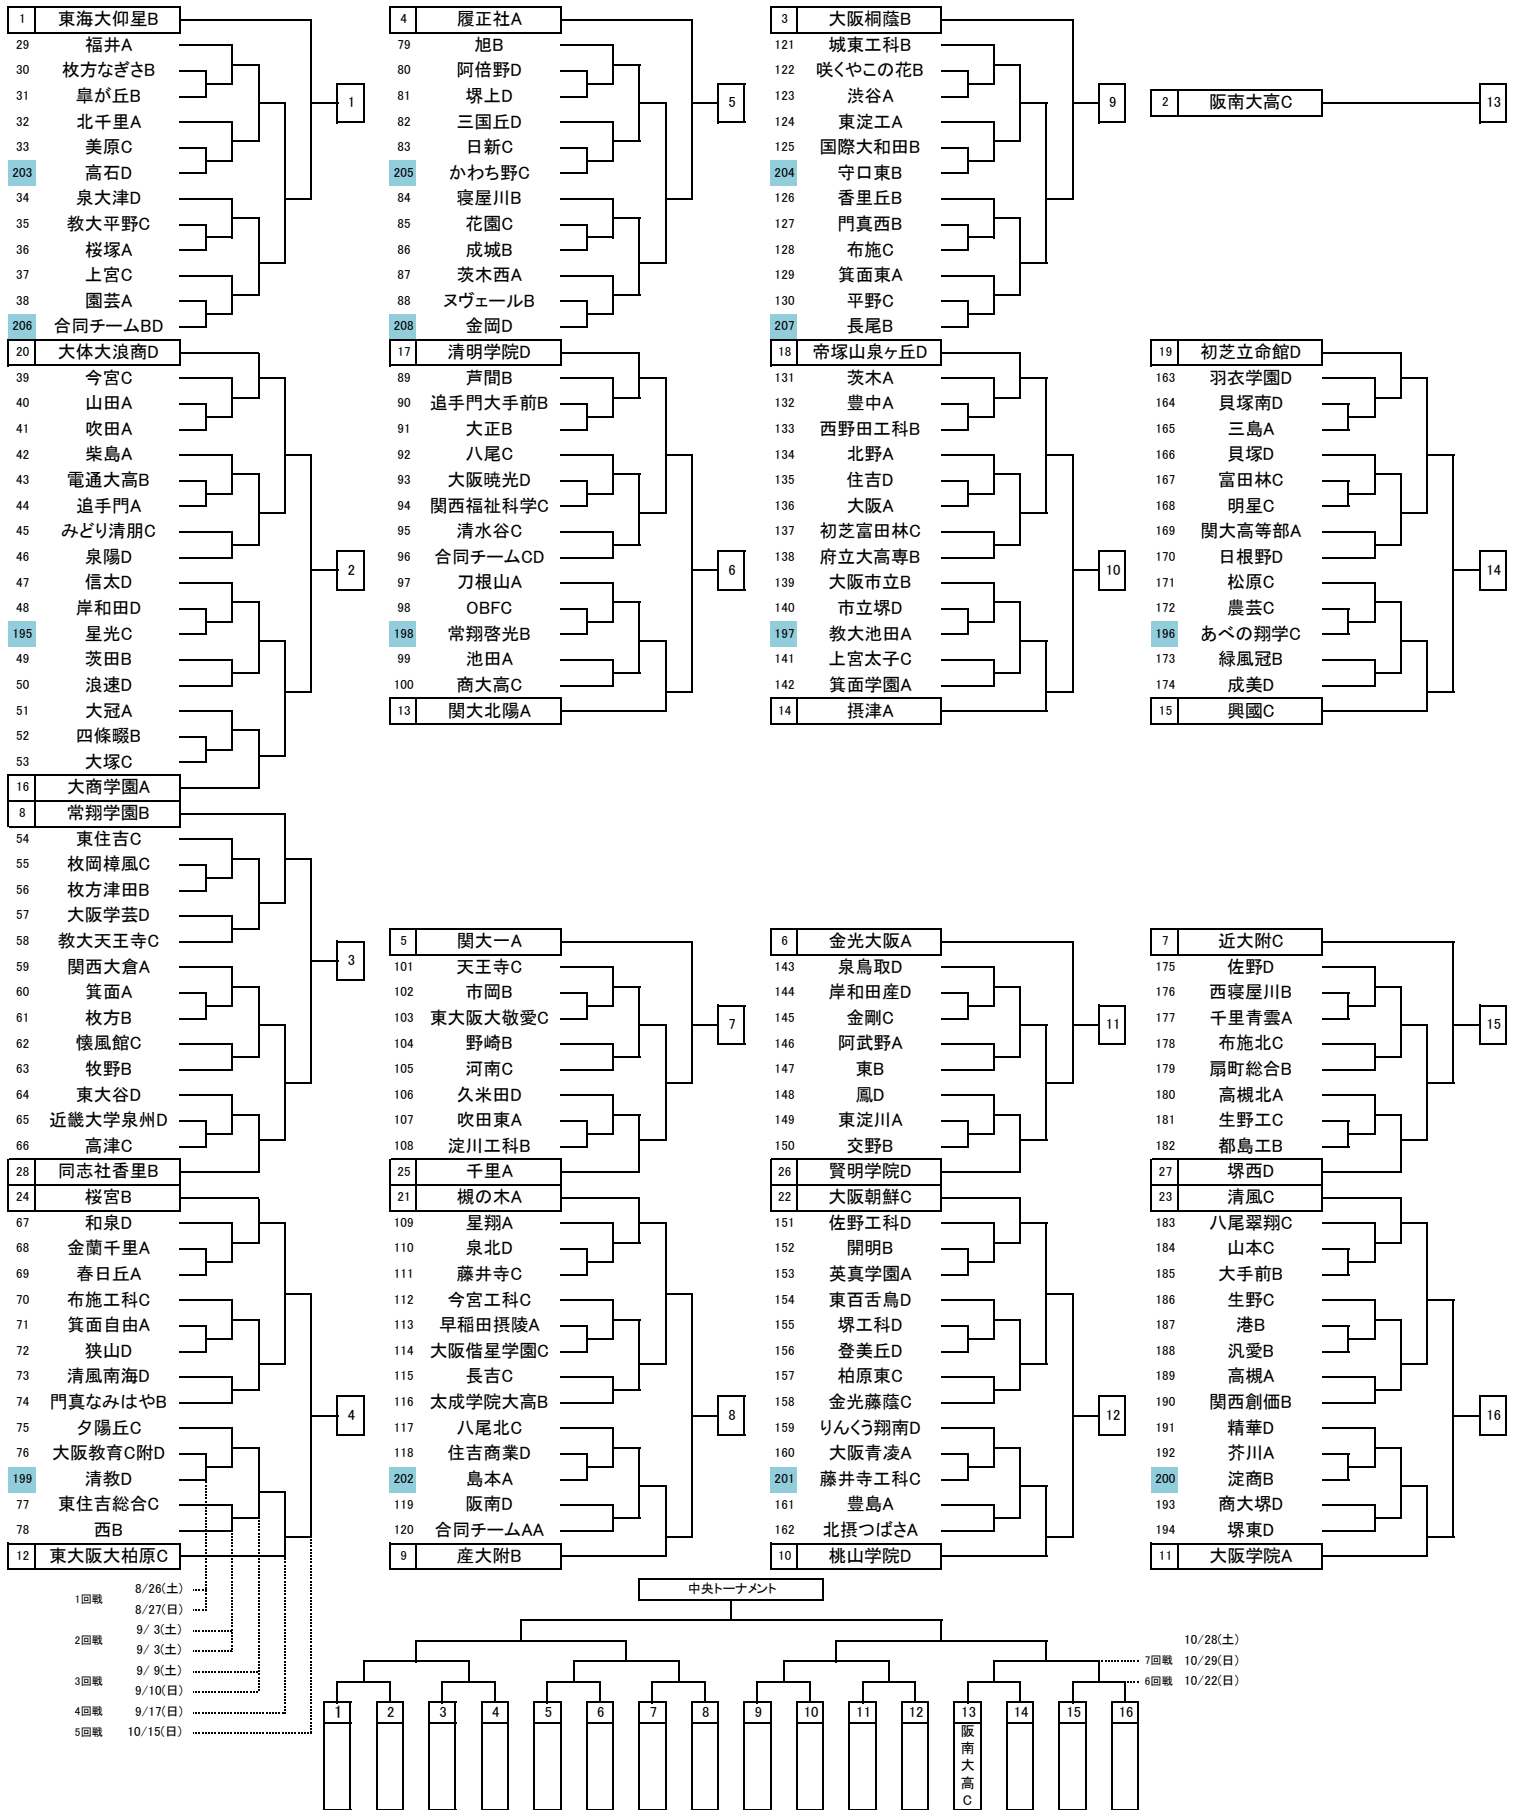 1 東海大仰星B
29 福井A
30 枚方なぎさB
31 皐が丘B
32 北千里A
33 美原C
203 高石D
34 泉大津D
35 教大平野C
36 桜塚A
37 上宮C
38 園芸A
206 合同チームBD
1
20 大体大浪商D
39 今宮C
40 山田A
41 吹田A
42 柴島A
43 電通大高B
44 追手門A
45 みどり清朋C
46 泉陽D
47 信太D
48 岸和田D
195 星光C
49 茨田B
50 浪速D
51 大冠A
52 四條畷B
53 大塚C
16 大商学園A
2
8 常翔学園B
54 東住吉C
55 枚岡樟風C
56 枚方津田B
57 大阪学芸D
58 教大天王寺C
59 関西大倉A
60 箕面A
61 枚方B
62 懐風館C
63 牧野B
64 東大谷D
65 近畿大学泉州D
66 高津C
28 同志社香里B
3
24 桜宮B
67 和泉D
68 金蘭千里A
69 春日丘A
70 布施工科C
71 箕面自由A
72 狭山D
73 清風南海D
74 門真なみはやB
75 夕陽丘C
76 大阪教育C附D
199 清教D
77 東住吉総合C
78 西B
12 東大阪大柏原C
4
4 履正社A
79 旭B
80 阿倍野D
81 堺上D
82 三国丘D
83 日新C
205 かわち野C
84 寝屋川B
85 花園C
86 成城B
87 茨木西A
88 ヌヴェールB
208 金岡D
5
17 清明学院D
89 芦間B
90 追手門大手前B
91 大正B
92 八尾C
93 大阪暁光D
94 関西福祉科学C
95 清水谷C
96 合同チームCD
97 刀根山A
98 OBFC
198 常翔啓光B
99 池田A
100 商大高C
13 関大北陽A
6
5 関大一A
101 天王寺C
102 市岡B
103 東大阪大敬愛C
104 野崎B
105 河南C
106 久米田D
107 吹田東A
108 淀川工科B
25 千里A
7
21 槻の木A
109 星翔A
110 泉北D
111 藤井寺C
112 今宮工科C
113 早稲田摂陵A
114 大阪偕星学園C
115 長吉C
116 太成学院大高B
117 八尾北C
118 住吉商業D
202 島本A
119 阪南D
120 合同チームAA
9 産大附B
8
3 大阪桐蔭B
121 城東工科B
122 咲くやこの花B
123 渋谷A
124 東淀工A
125 国際大和田B
204 守口東B
126 香里丘B
127 門真西B
128 布施C
129 箕面東A
130 平野C
207 長尾B
9
18 帝塚山泉ヶ丘D
131 茨木A
132 豊中A
133 西野田工科B
134 北野A
135 住吉D
136 大阪A
137 初芝富田林C
138 府立大高専B
139 大阪市立B
140 市立堺D
197 教大池田A
141 上宮太子C
142 箕面学園A
14 摂津A
10
6 金光大阪A
143 泉鳥取D
144 岸和田産D
145 金剛C
146 阿武野A
147 東B
148 鳳D
149 東淀川A
150 交野B
26 賢明学院D
11
22 大阪朝鮮C
151 佐野工科D
152 開明B
153 英真学園A
154 東百舌鳥D
155 堺工科D
156 登美丘D
157 柏原東C
158 金光藤蔭C
159 りんくう翔南D
160 大阪青凌A
201 藤井寺工科C
161 豊島A
162 北摂つばさA
10 桃山学院D
12
2 阪南大高C
13
19 初芝立命館D
163 羽衣学園D
164 貝塚南D
165 三島A
166 貝塚D
167 富田林C
168 明星C
169 関大高等部A
170 日根野D
171 松原C
172 農芸C
196 あべの翔学C
173 緑風冠B
174 成美D
15 興國C
14
7 近大附C
175 佐野D
176 西寝屋川B
177 千里青雲A
178 布施北C
179 扇町総合B
180 高槻北A
181 生野工C
182 都島工B
27 堺西D
15
23 清風C
183 八尾翠翔C
184 山本C
185 大手前B
186 生野C
187 港B
188 汎愛B
189 高槻A
190 関西創価B
191 精華D
192 芥川A
200 淀商B
193 商大堺D
194 堺東D
11 大阪学院A
16
1回戦 8/26(土)
8/27(日)
2回戦 9/ 3(土)
9/ 3(土)
3回戦 9/ 9(土)
9/10(日)
4回戦 9/17(日)
5回戦 10/15(日)
中央トーナメント
10/28(土)
7回戦 10/29(日)
6回戦 10/22(日)
1 2 3 4 5 6 7 8 9 10 11 12 13 14 15 16
阪南大高C